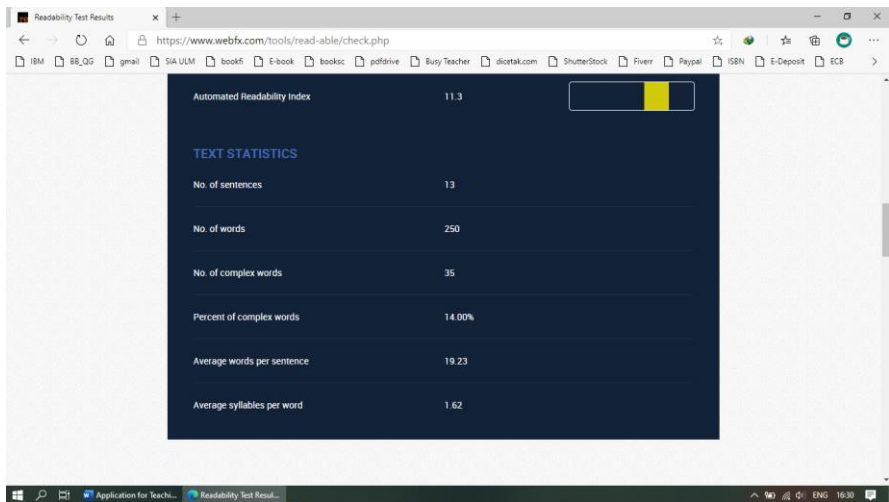 Readability Test Results
https://www.webfx.com/tools/read-able/check.php
IBM BB_QG gmail SIA ULM bookfi E-book booksc pdfdrive Busy Teacher dicetak.com ShutterStock Fiverr Paypal ISBN E-Deposit ECB
Automated Readability Index 11.3
TEXT STATISTICS
No. of sentences 13
No. of words 250
No. of complex words 35
Percent of complex words 14.00%
Average words per sentence 19.23
Average syllables per word 1.62
Application for Teachi... Readability Test Resul... ENG 16:30